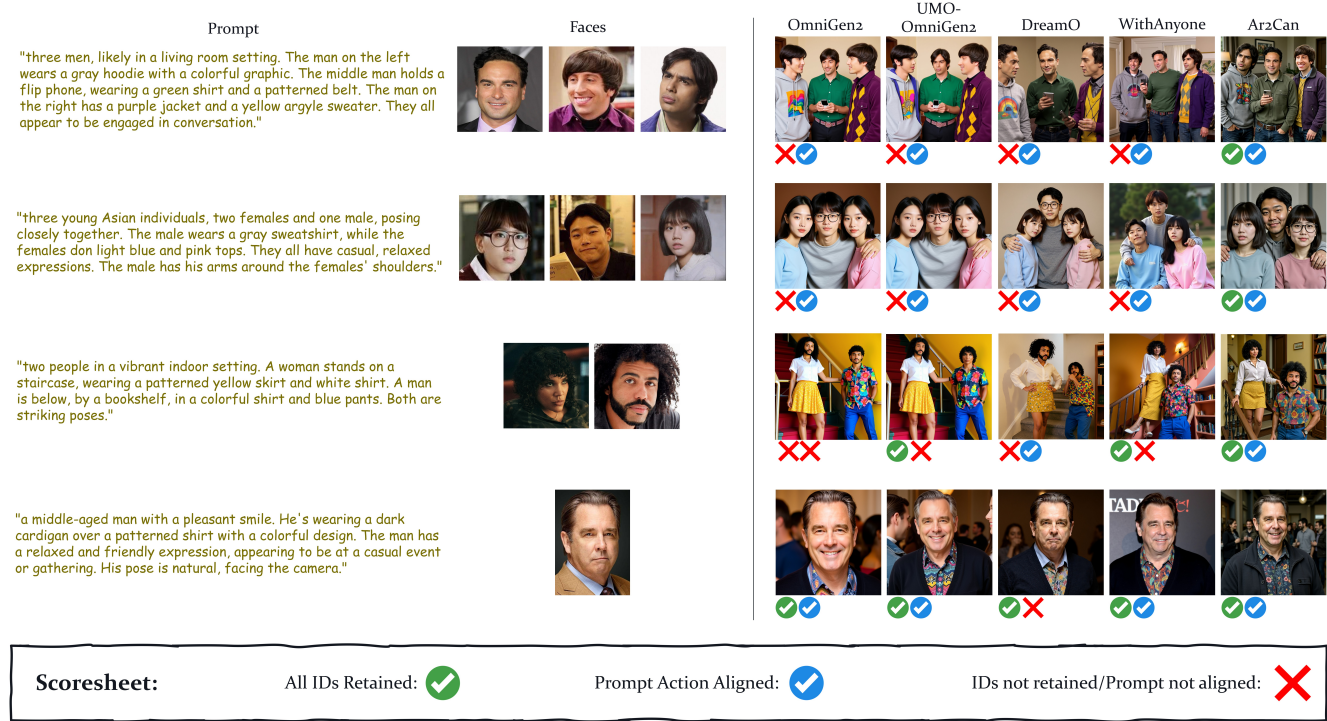 Prompt
Faces
OmniGen2
UMO-
OmniGen2
DreamO
WithAnyone
Ar2Can
"three men, likely in a living room setting. The man on the left
wears a gray hoodie with a colorful graphic. The middle man holds a
flip phone, wearing a green shirt and a patterned belt. The man on
the right has a purple jacket and a yellow argyle sweater. They all
appear to be engaged in conversation."
"three young Asian individuals, two females and one male, posing
closely together. The male wears a gray sweatshirt, while the
females don light blue and pink tops. They all have casual, relaxed
expressions. The male has his arms around the females' shoulders."
"two people in a vibrant indoor setting. A woman stands on a
staircase, wearing a patterned yellow skirt and white shirt. A man
is below, by a bookshelf, in a colorful shirt and blue pants. Both are
striking poses."
"a middle-aged man with a pleasant smile. He's wearing a dark
cardigan over a patterned shirt with a colorful design. The man has
a relaxed and friendly expression, appearing to be at a casual event
or gathering. His pose is natural, facing the camera."
Scoresheet:
All IDs Retained:
Prompt Action Aligned:
IDs not retained/Prompt not aligned: